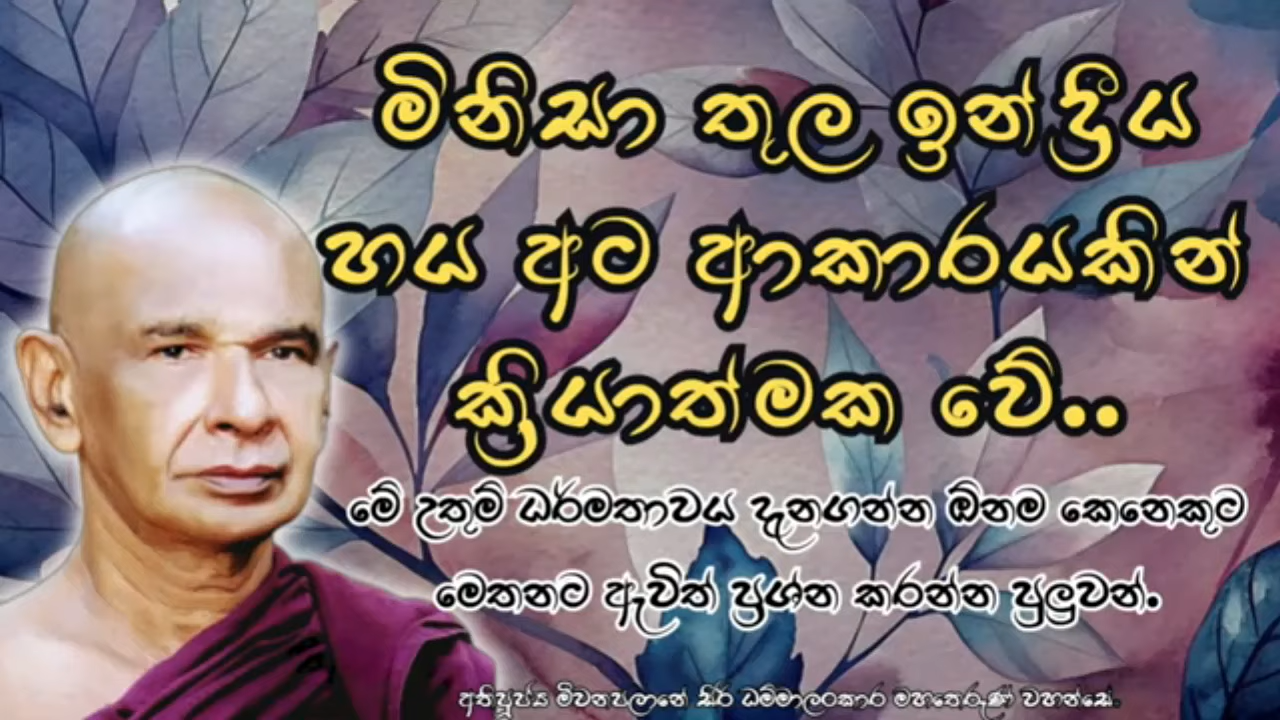 මිනිසා තුල ඉන්ද්‍රීය
හය අට ආකාරයකින්
ක්‍රියාත්මක වේ..
මේ උතුම් ධර්මතාවය දැනගන්න ඕනම කෙනෙකුට
මෙතනට ඇවිත් ප්‍රශ්න කරන්න පුලුවන්.
අතිපූජ්‍ය මීවනපලානේ සිරි ධම්මාලංකාර මහතෙරුණ් වහන්සේ.